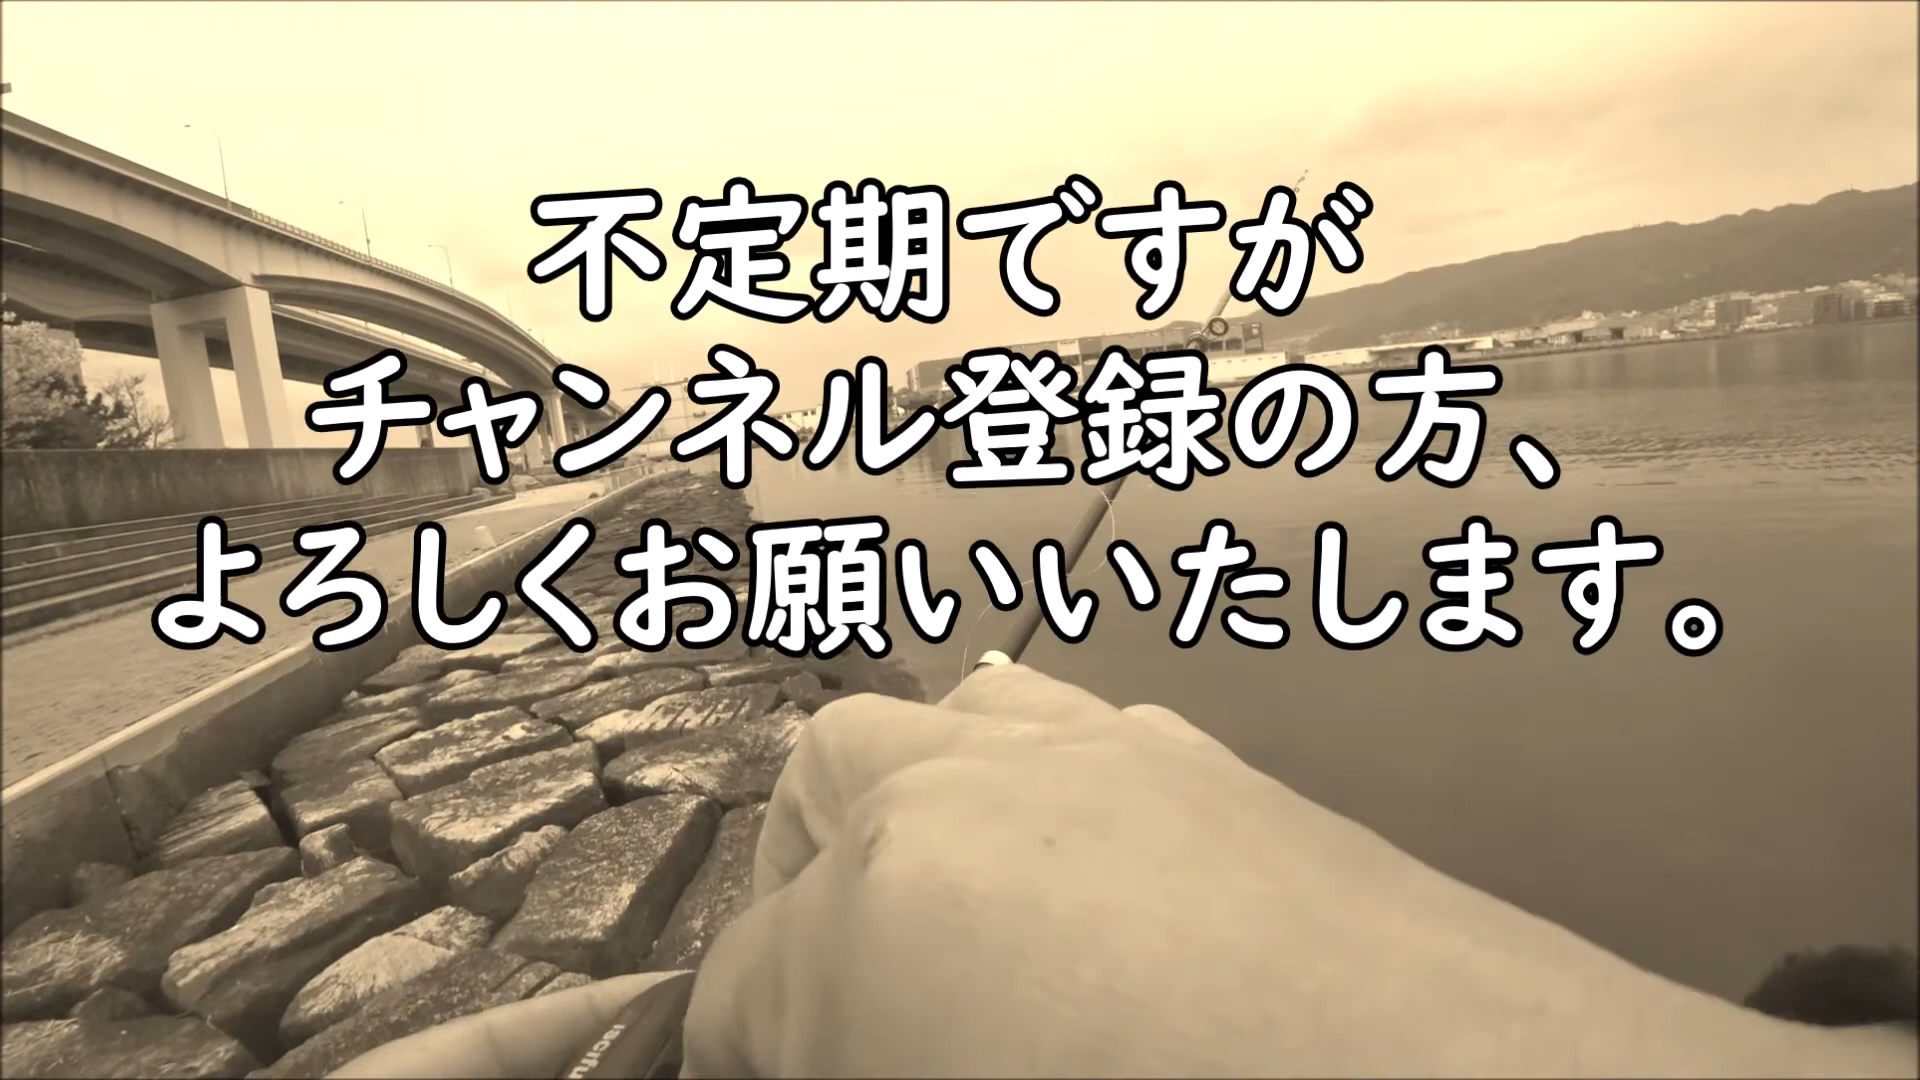 不定期ですが
チャンネル登録の方、
よろしくお願いいたします。